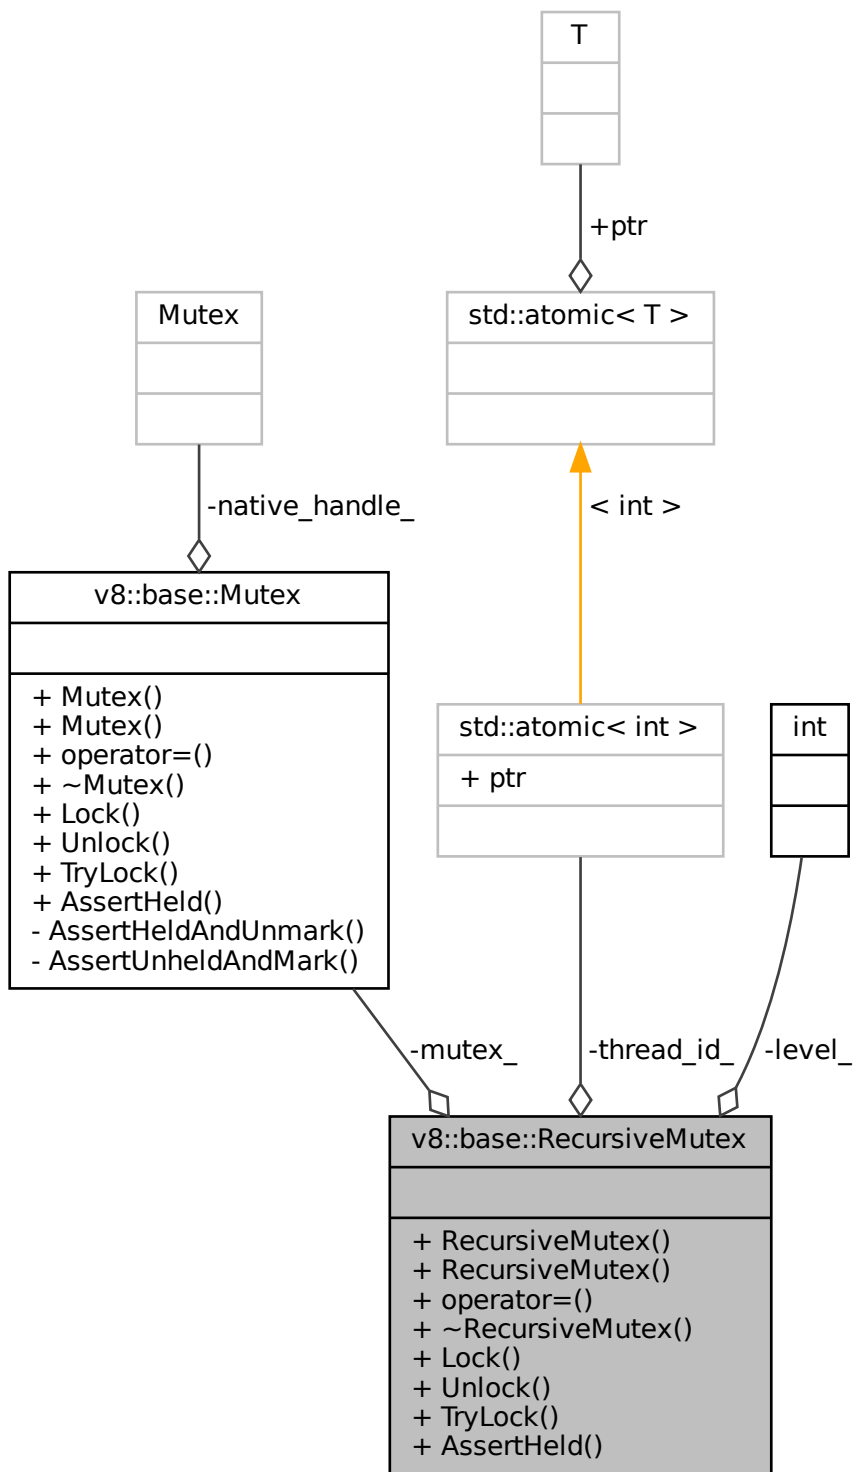 T
+ptr
Mutex
std::atomic< T >
-native_handle_
< int >
v8::base::Mutex
+ Mutex()
+ Mutex()
+ operator=()
+ ~Mutex()
+ Lock()
+ Unlock()
+ TryLock()
+ AssertHeld()
- AssertHeldAndUnmark()
- AssertUnheldAndMark()
std::atomic< int >
+ ptr
int
-mutex_
-thread_id_
-level_
v8::base::RecursiveMutex
+ RecursiveMutex()
+ RecursiveMutex()
+ operator=()
+ ~RecursiveMutex()
+ Lock()
+ Unlock()
+ TryLock()
+ AssertHeld()